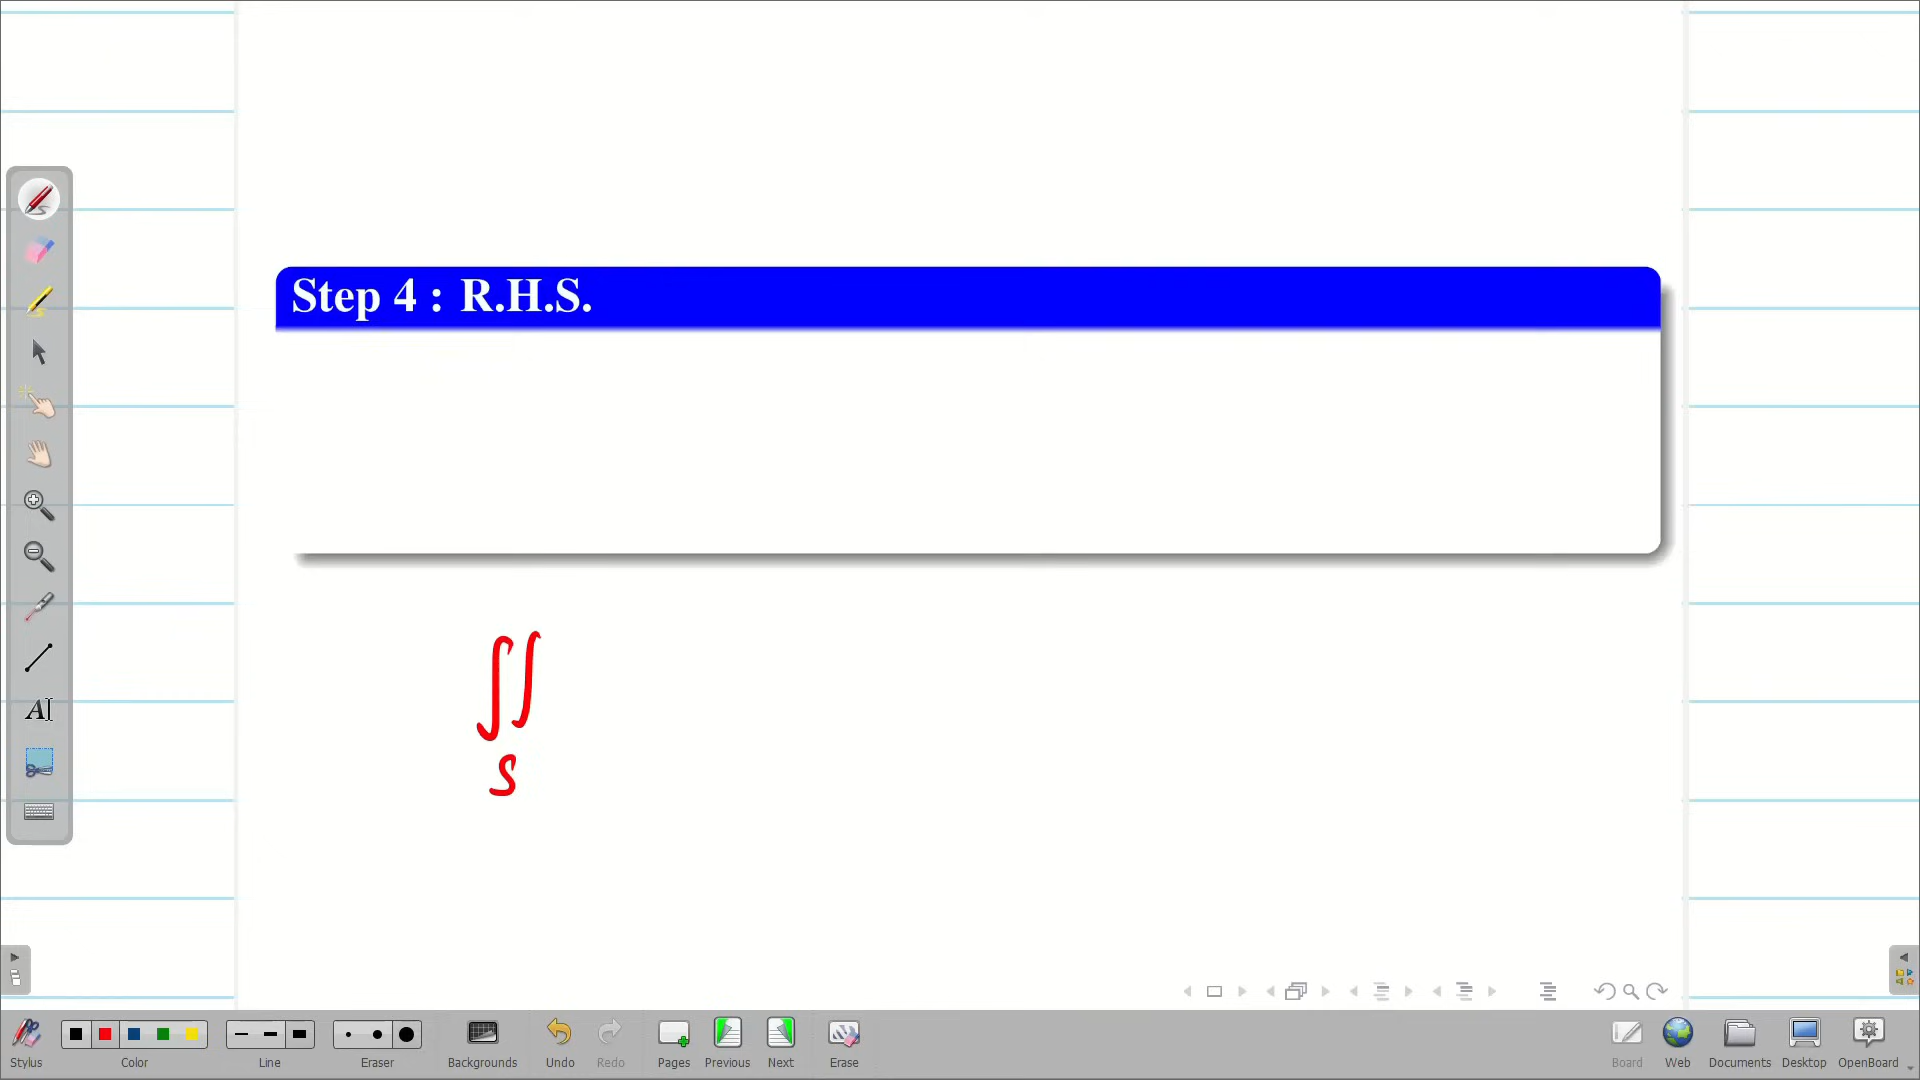 Step 4 : R.H.S.
∬
S
A
Stylus
Color
Line
Eraser
Backgrounds
Undo
Redo
Pages
Previous
Next
Erase
Board
Web
Documents
Desktop
OpenBoard